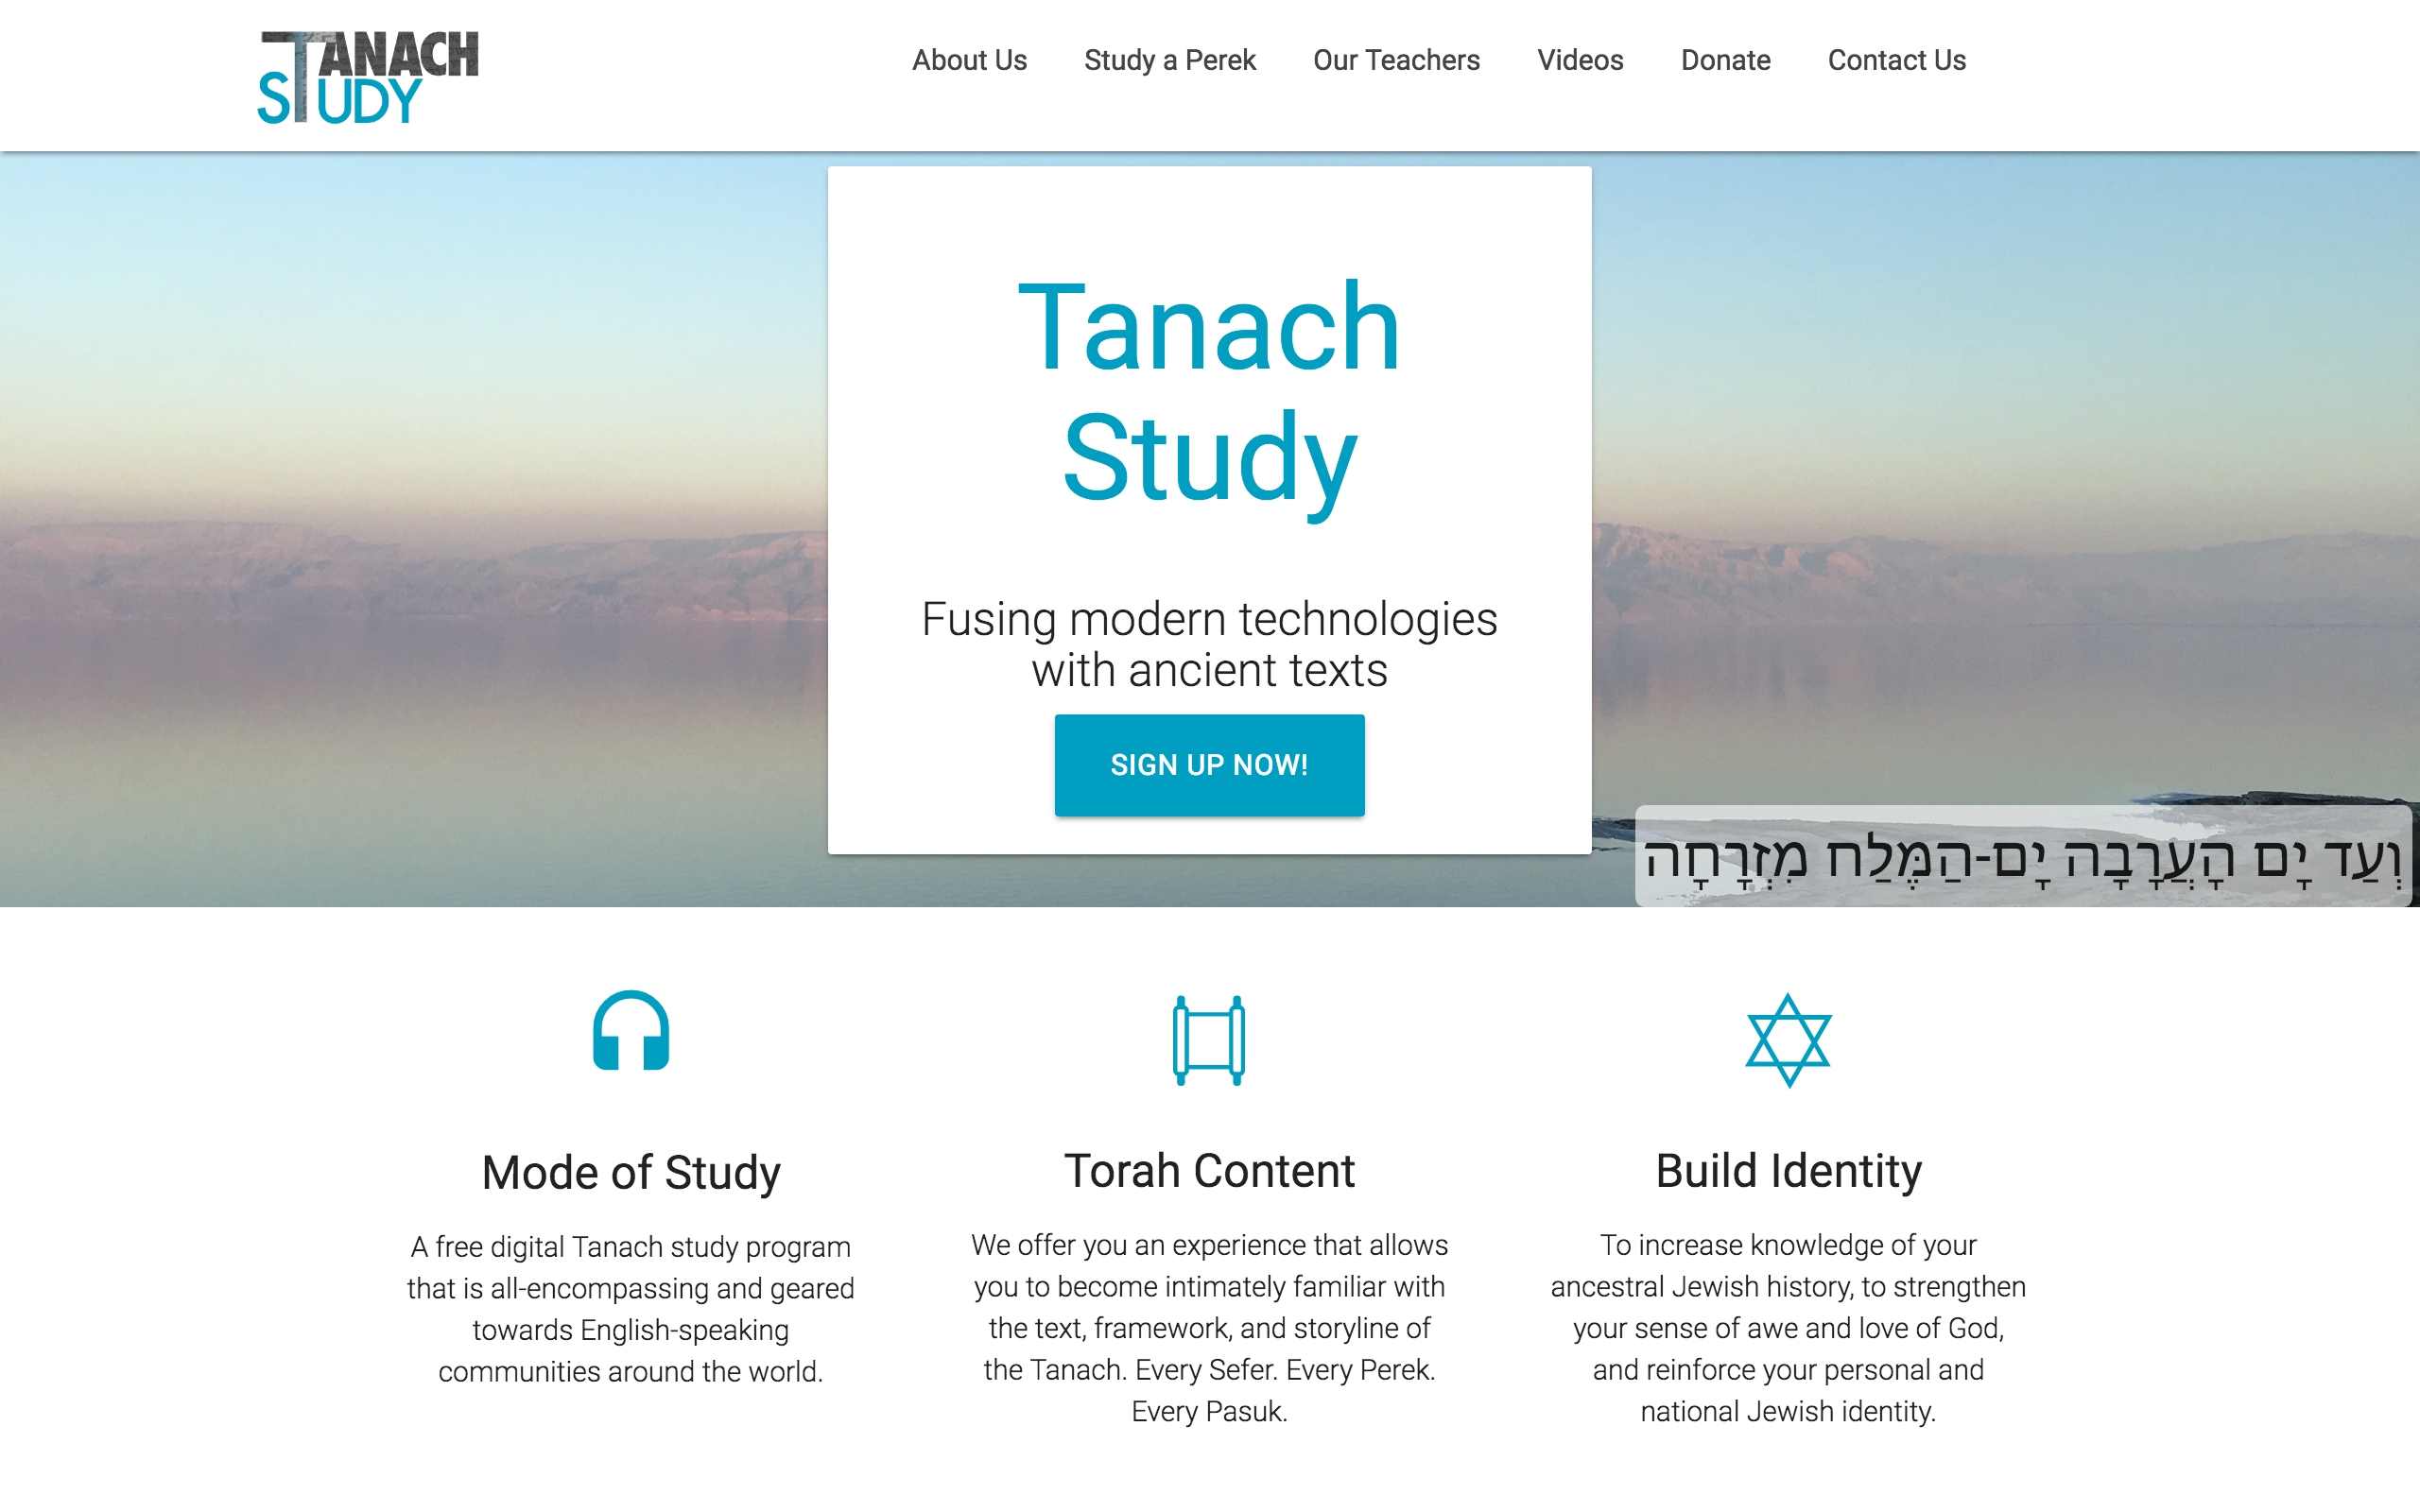 TANACH
STUDY
About Us
Study a Perek
Our Teachers
Videos
Donate
Contact Us
Tanach
Study
Fusing modern technologies
with ancient texts
SIGN UP NOW!
וְעַד יָם הָעֲרָבָה יָם-הַמֶּלַח מִזְרָחָה
Mode of Study
A free digital Tanach study program
that is all-encompassing and geared
towards English-speaking
communities around the world.
Torah Content
We offer you an experience that allows
you to become intimately familiar with
the text, framework, and storyline of
the Tanach. Every Sefer. Every Perek.
Every Pasuk.
Build Identity
To increase knowledge of your
ancestral Jewish history, to strengthen
your sense of awe and love of God,
and reinforce your personal and
national Jewish identity.